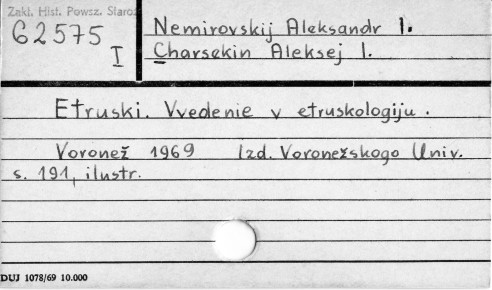 Zakl. Hist. Powsz. Staroż
62575
I
Nemirovskij Aleksandr I.
Charsekin Aleksej I.
Etruski. Vvedenie v etruskologiju.
Voronež 1969 Izd. Voronežskogo Univ.
s. 191, ilustr.
DUJ 1078/69 10.000